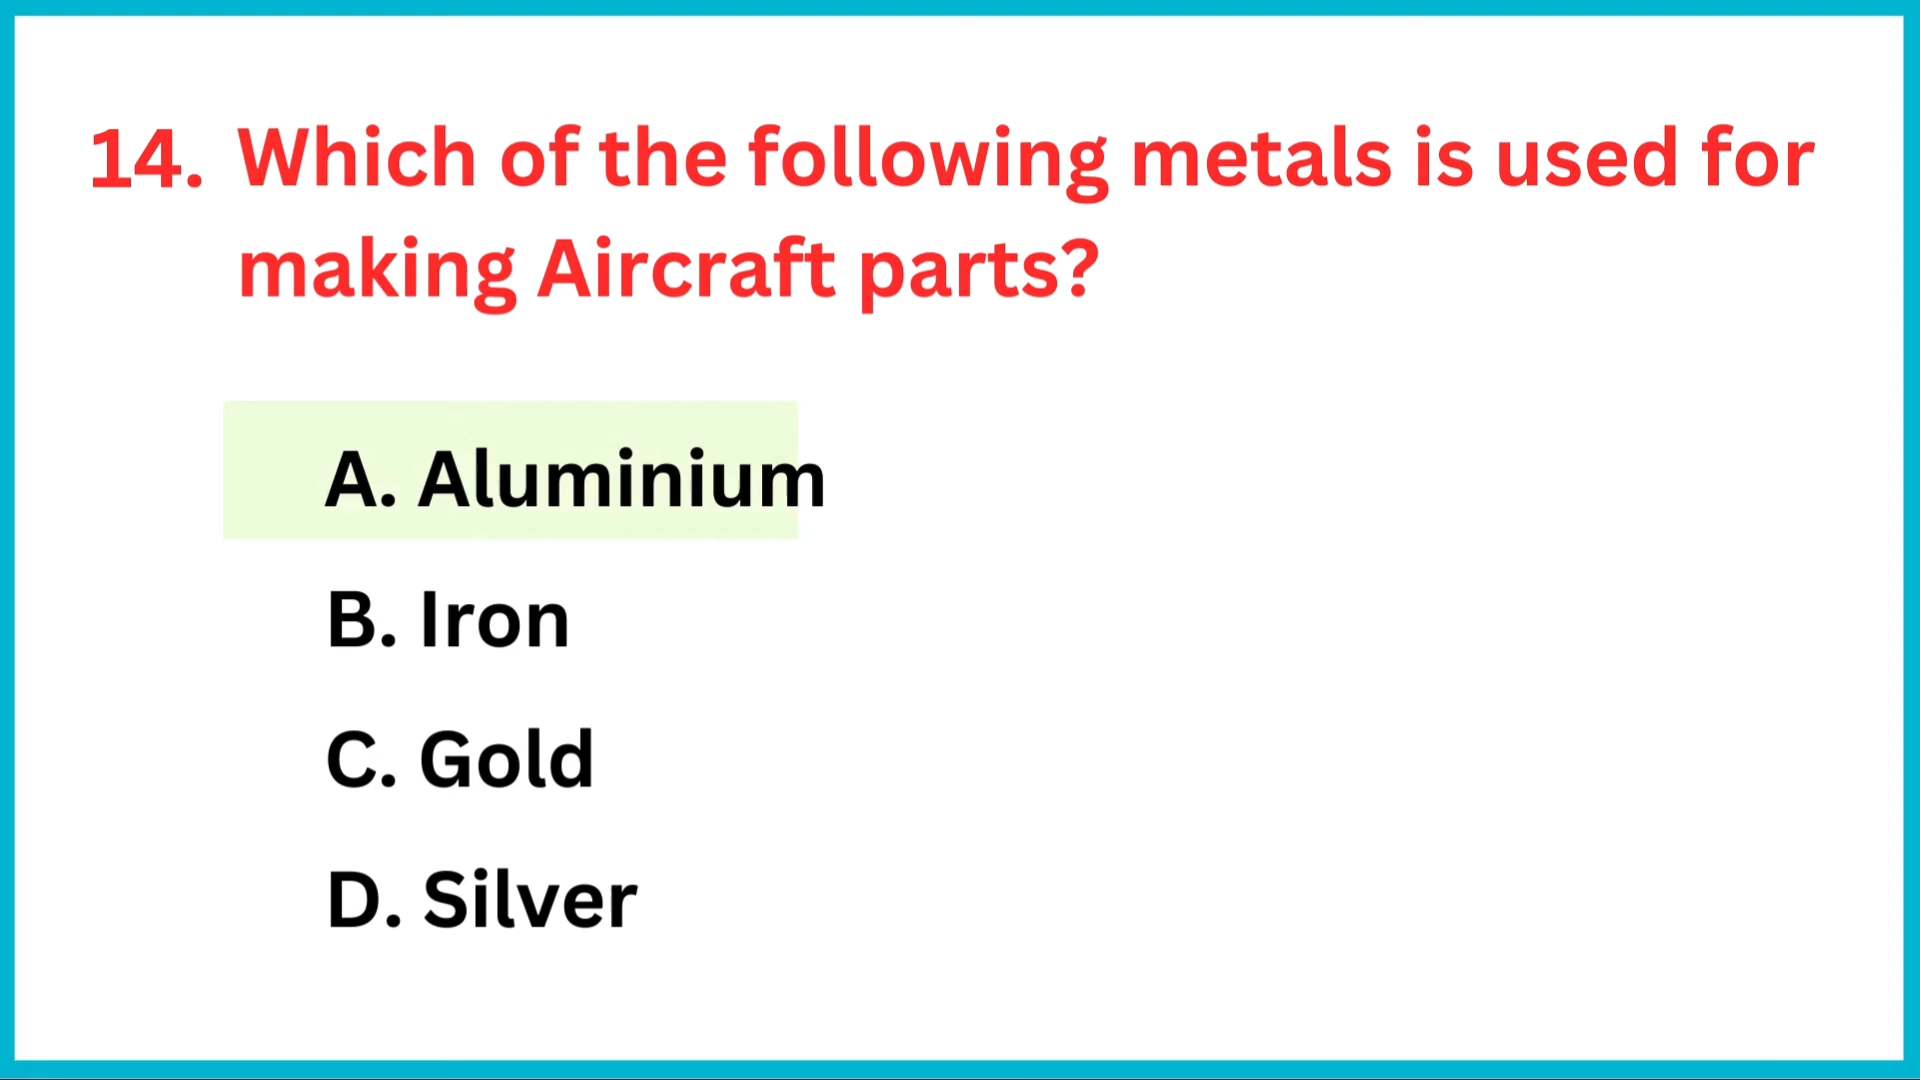 14. Which of the following metals is used for
making Aircraft parts?
A. Aluminium
B. Iron
C. Gold
D. Silver